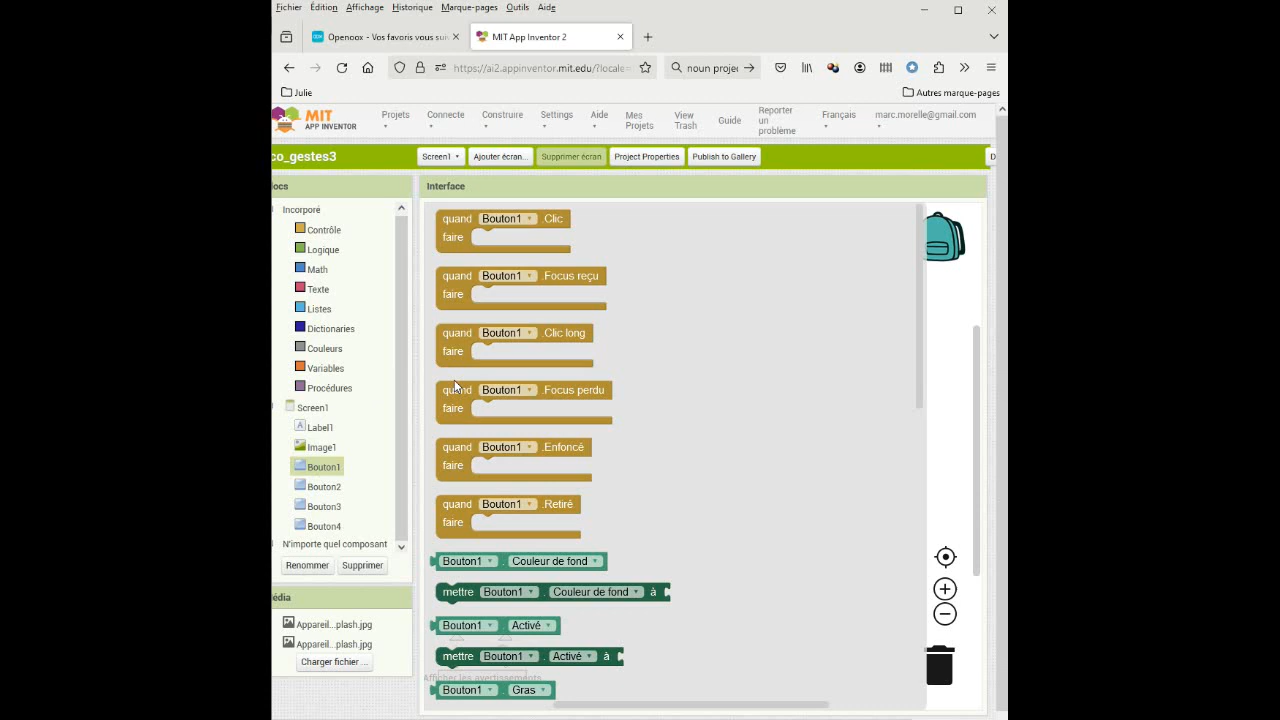 Fichier Édition Affichage Historique Marque-pages Outils Aide
Openoox - Vos favoris vous sui
MIT App Inventor 2
https://ai2.appinventor.mit.edu/?locale=
noun projec
Julie
Autres marque-pages
MIT
APP INVENTOR
Projets
Connecte
Construire
Settings
Aide
Mes Projets
View Trash
Guide
Reporter un problème
Français
marc.morelle@gmail.com
co_gestes3
Screen1
Ajouter écran...
Supprimer écran
Project Properties
Publish to Gallery
D
ocs
Interface
Incorporé
Contrôle
Logique
Math
Texte
Listes
Dictionaries
Couleurs
Variables
Procédures
Screen1
Label1
Image1
Bouton1
Bouton2
Bouton3
Bouton4
N'importe quel composant
Renommer
Supprimer
édia
Appareil...plash.jpg
Appareil...plash.jpg
Charger fichier ...
quand Bouton1 .Clic
faire
quand Bouton1 .Focus reçu
faire
quand Bouton1 .Clic long
faire
quand Bouton1 .Focus perdu
faire
quand Bouton1 .Enfoncé
faire
quand Bouton1 .Retiré
faire
Bouton1 . Couleur de fond
mettre Bouton1 . Couleur de fond à
Bouton1 . Activé
mettre Bouton1 . Activé à
Afficher les avertissements
Bouton1 . Gras